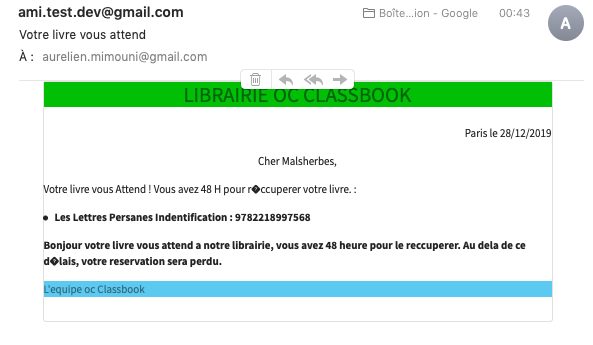 ami.test.dev@gmail.com
Boîte...ion - Google 00:43
A
Votre livre vous attend
À : aurelien.mimouni@gmail.com
LIBRAIRIE OC CLASSBOOK
Paris le 28/12/2019
Cher Malsherbes,
Votre livre vous Attend ! Vous avez 48 H pour r�ccuperer votre livre. :
• Les Lettres Persanes Indentification : 9782218997568
Bonjour votre livre vous attend a notre librairie, vous avez 48 heure pour le reccuperer. Au dela de ce
d�lais, votre reservation sera perdu.
L'equipe oc Classbook